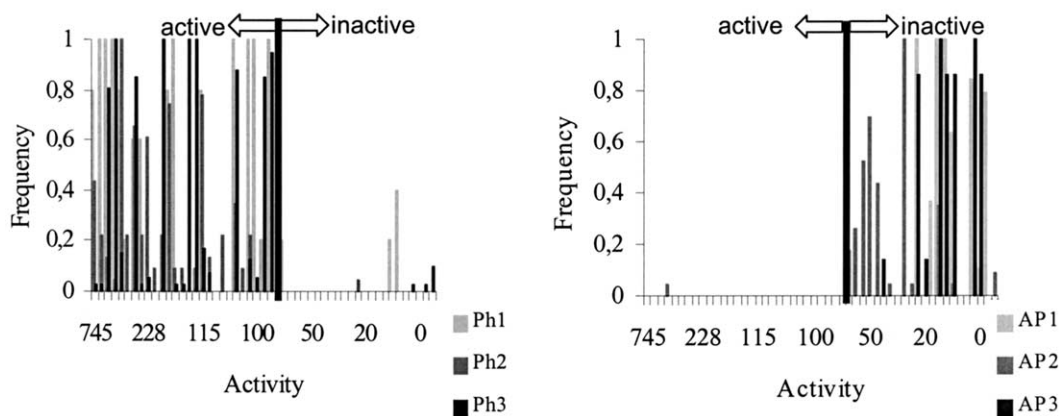 active inactive
1
0,8
0,6
0,4
0,2
0
Frequency
745 228 115 100 50 20 0
Activity
Ph1
Ph2
Ph3
active inactive
1
0,8
0,6
0,4
0,2
0
Frequency
745 228 115 100 50 20 0
Activity
AP1
AP2
AP3